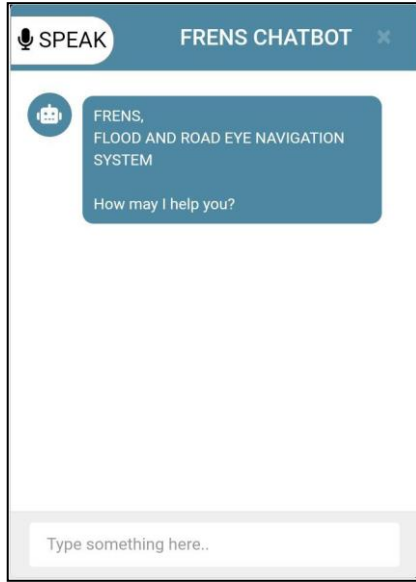 SPEAK
FRENS CHATBOT
FRENS,
FLOOD AND ROAD EYE NAVIGATION
SYSTEM
How may I help you?
Type something here..